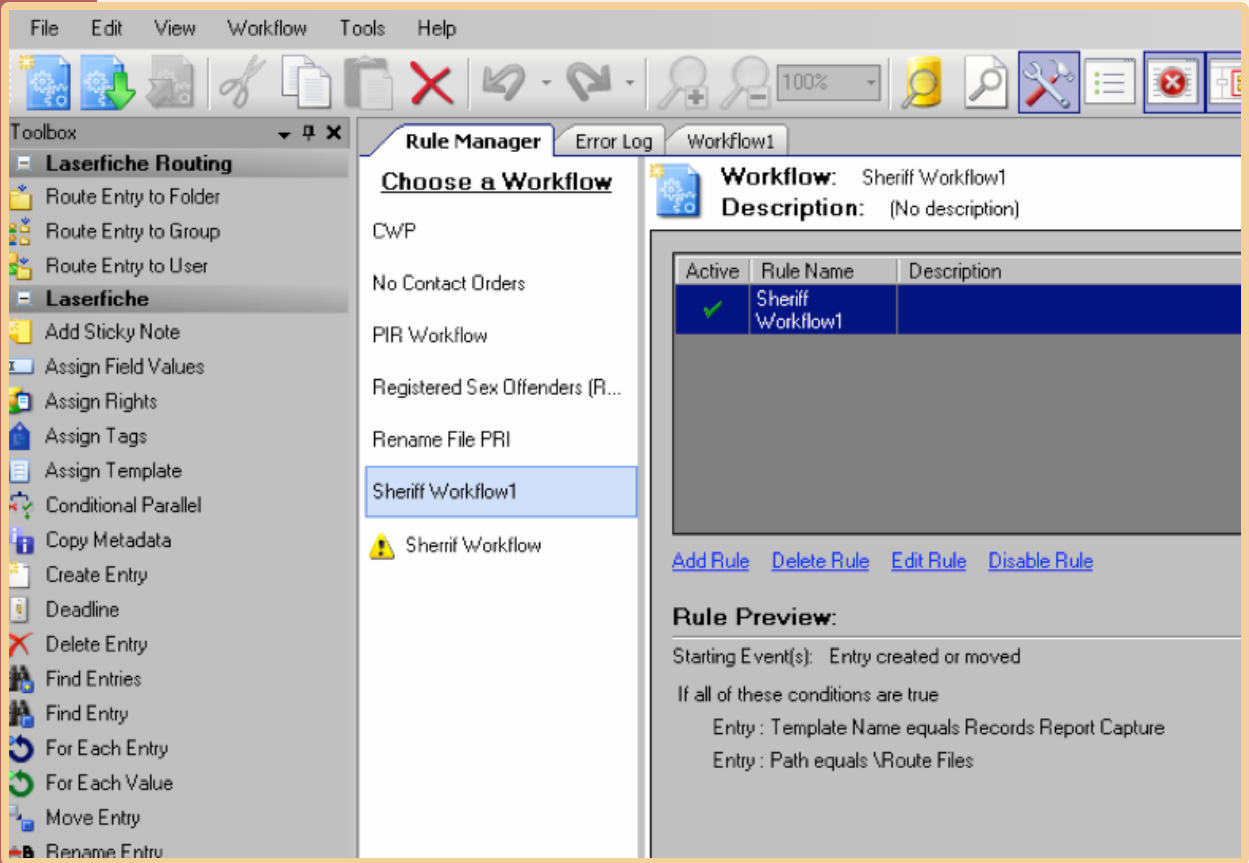 File Edit View Workflow Tools Help
100%
Toolbox
Laserfiche Routing
Route Entry to Folder
Route Entry to Group
Route Entry to User
Laserfiche
Add Sticky Note
Assign Field Values
Assign Rights
Assign Tags
Assign Template
Conditional Parallel
Copy Metadata
Create Entry
Deadline
Delete Entry
Find Entries
Find Entry
For Each Entry
For Each Value
Move Entry
Rename Entry
Rule Manager Error Log Workflow1
Choose a Workflow
CWP
No Contact Orders
PIR Workflow
Registered Sex Offenders (R...
Rename File PRI
Sheriff Workflow1
Sherrif Workflow
Workflow: Sheriff Workflow1
Description: (No description)
Active Rule Name Description
Sheriff
Workflow1
Add Rule Delete Rule Edit Rule Disable Rule
Rule Preview:
Starting Event(s): Entry created or moved
If all of these conditions are true
Entry : Template Name equals Records Report Capture
Entry : Path equals \Route Files